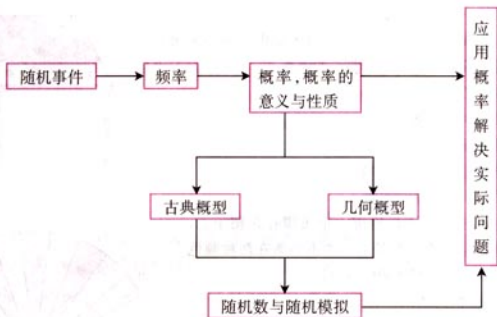 随机事件
频率
概率，概率的
意义与性质
应用概率解决实际问题
古典概型
几何概型
随机数与随机模拟